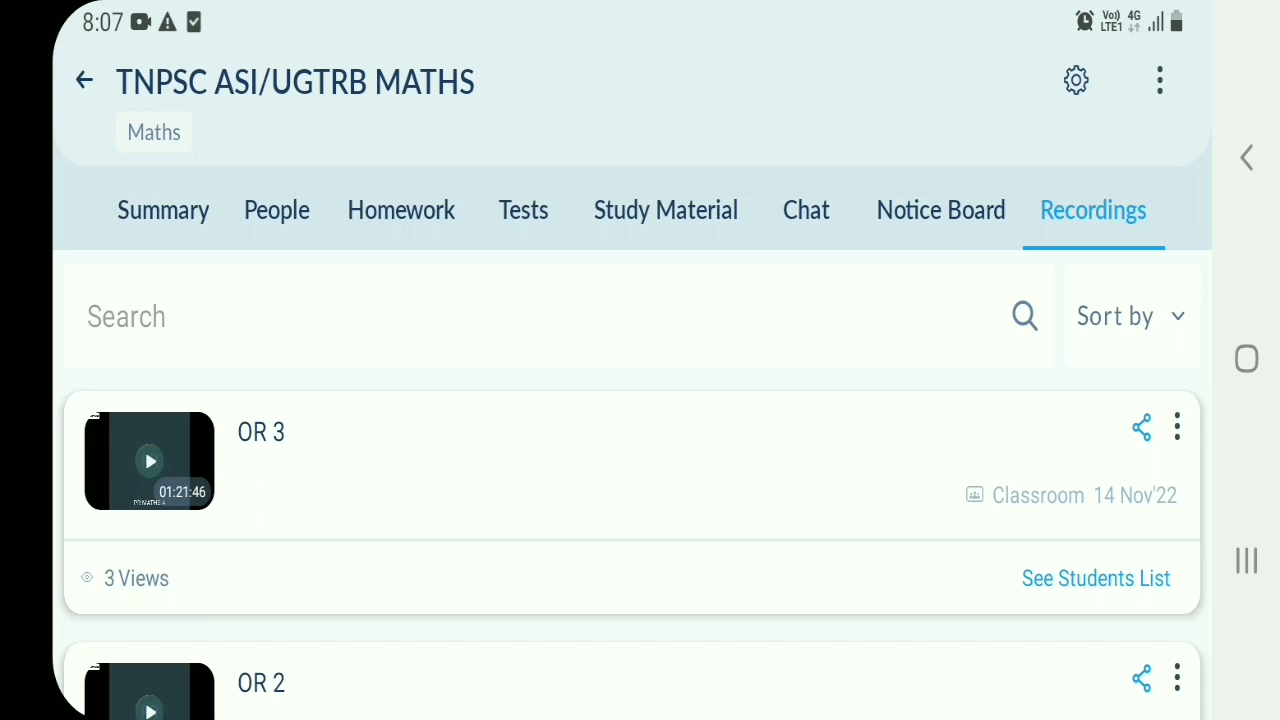 8:07
Vo)) 4G
LTE1
TNPSC ASI/UGTRB MATHS
Maths
Summary People Homework Tests Study Material Chat Notice Board Recordings
Search
Sort by
OR 3
01:21:46
PR MATHS A
Classroom 14 Nov'22
3 Views
See Students List
OR 2